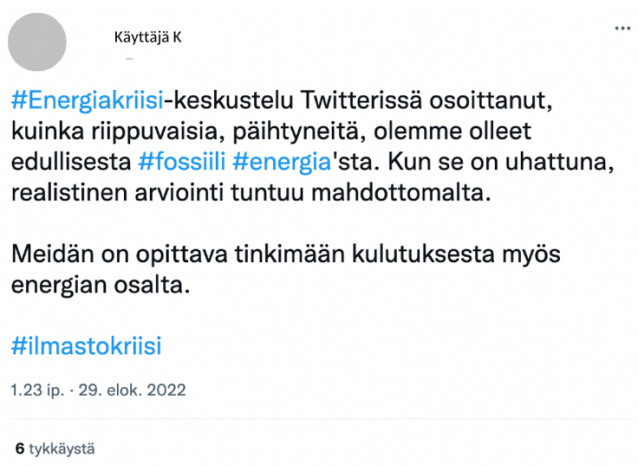 Käyttäjä K
#Energiakriisi-keskustelu Twitterissä osoittanut,
kuinka riippuvaisia, päihtyneitä, olemme olleet
edullisesta #fossiili #energia'sta. Kun se on uhattuna,
realistinen arviointi tuntuu mahdottomalta.
Meidän on opittava tinkimään kulutuksesta myös
energian osalta.
#ilmastokriisi
1.23 ip. · 29. elok. 2022
6 tykkäystä